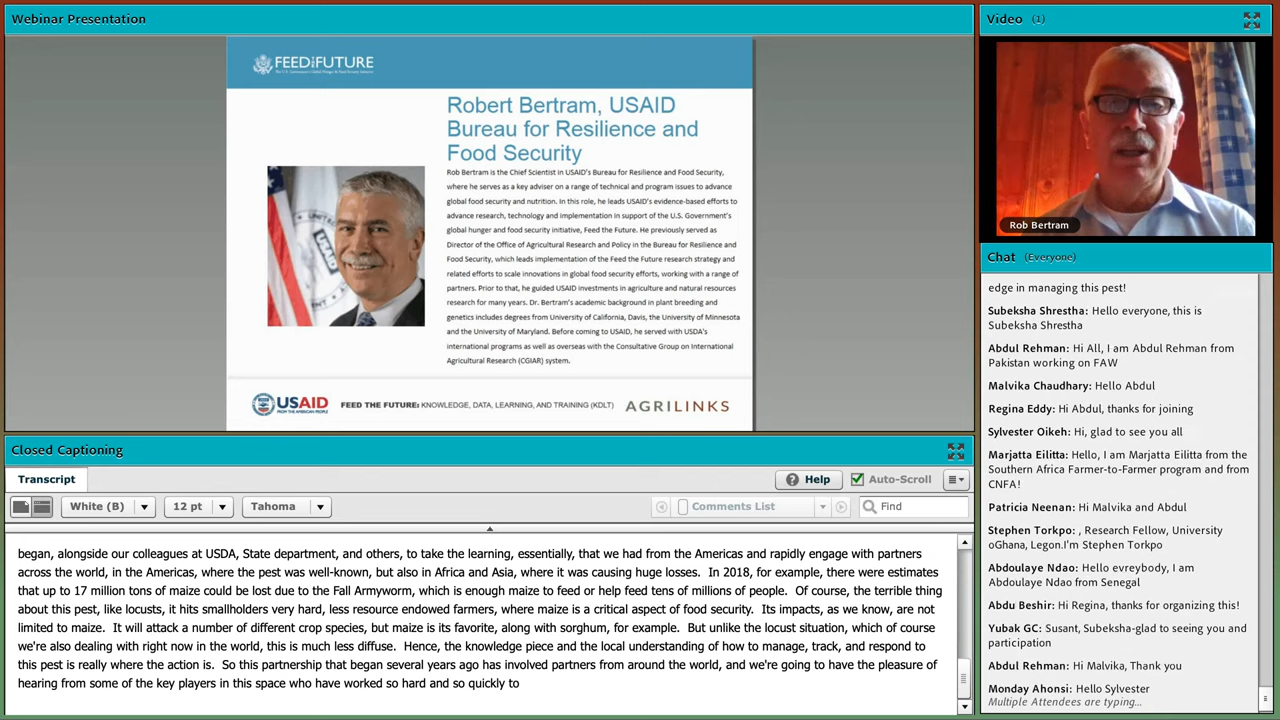 Webinar Presentation
FEED THE FUTURE
The U.S. Government's Global Hunger & Food Security Initiative
Robert Bertram, USAID
Bureau for Resilience and
Food Security
Rob Bertram is the Chief Scientist in USAID's Bureau for Resilience and Food Security,
where he serves as a key adviser on a range of technical and program issues to advance
global food security and nutrition. In this role, he leads USAID's evidence-based efforts to
advance research, technology and implementation in support of the U.S. Government's
global hunger and food security initiative, Feed the Future. He previously served as
Director of the Office of Agricultural Research and Policy in the Bureau for Resilience and
Food Security, which leads implementation of the Feed the Future research strategy and
related efforts to scale innovations in global food security efforts, working with a range of
partners. Prior to that, he guided USAID investments in agriculture and natural resources
research for many years. Dr. Bertram's academic background in plant breeding and
genetics includes degrees from University of California, Davis, the University of Minnesota
and the University of Maryland. Before coming to USAID, he served with USDA's
international programs as well as overseas with the Consultative Group on International
Agricultural Research (CGIAR) system.
USAID
FROM THE AMERICAN PEOPLE
FEED THE FUTURE: KNOWLEDGE, DATA, LEARNING, AND TRAINING (KDLT)
AGRILINKS
Closed Captioning
Transcript
Help
Auto-Scroll
White (B)
12 pt
Tahoma
Comments List
Find
began, alongside our colleagues at USDA, State department, and others, to take the learning, essentially, that we had from the Americas and rapidly engage with partners
across the world, in the Americas, where the pest was well-known, but also in Africa and Asia, where it was causing huge losses.  In 2018, for example, there were estimates
that up to 17 million tons of maize could be lost due to the Fall Armyworm, which is enough maize to feed or help feed tens of millions of people.  Of course, the terrible thing
about this pest, like locusts, it hits smallholders very hard, less resource endowed farmers, where maize is a critical aspect of food security.  Its impacts, as we know, are not
limited to maize.  It will attack a number of different crop species, but maize is its favorite, along with sorghum, for example.  But unlike the locust situation, which of course
we're also dealing with right now in the world, this is much less diffuse.  Hence, the knowledge piece and the local understanding of how to manage, track, and respond to
this pest is really where the action is.  So this partnership that began several years ago has involved partners from around the world, and we're going to have the pleasure of
hearing from some of the key players in this space who have worked so hard and so quickly to
Video (1)
Rob Bertram
Chat (Everyone)
edge in managing this pest!
Subeksha Shrestha: Hello everyone, this is
Subeksha Shrestha
Abdul Rehman: Hi All, I am Abdul Rehman from
Pakistan working on FAW
Malvika Chaudhary: Hello Abdul
Regina Eddy: Hi Abdul, thanks for joining
Sylvester Oikeh: Hi, glad to see you all
Marjatta Eilitta: Hello, I am Marjatta Eilitta from the
Southern Africa Farmer-to-Farmer program and from
CNFA!
Patricia Neenan: Hi Malvika and Abdul
Stephen Torkpo: , Research Fellow, University
oGhana, Legon.I'm Stephen Torkpo
Abdoulaye Ndao: Hello evreybody, I am
Abdoulaye Ndao from Senegal
Abdu Beshir: Hi Regina, thanks for organizing this!
Yubak GC: Susant, Subeksha-glad to seeing you and
participation
Abdul Rehman: Hi Malvika, Thank you
Monday Ahonsi: Hello Sylvester
Multiple Attendees are typing...